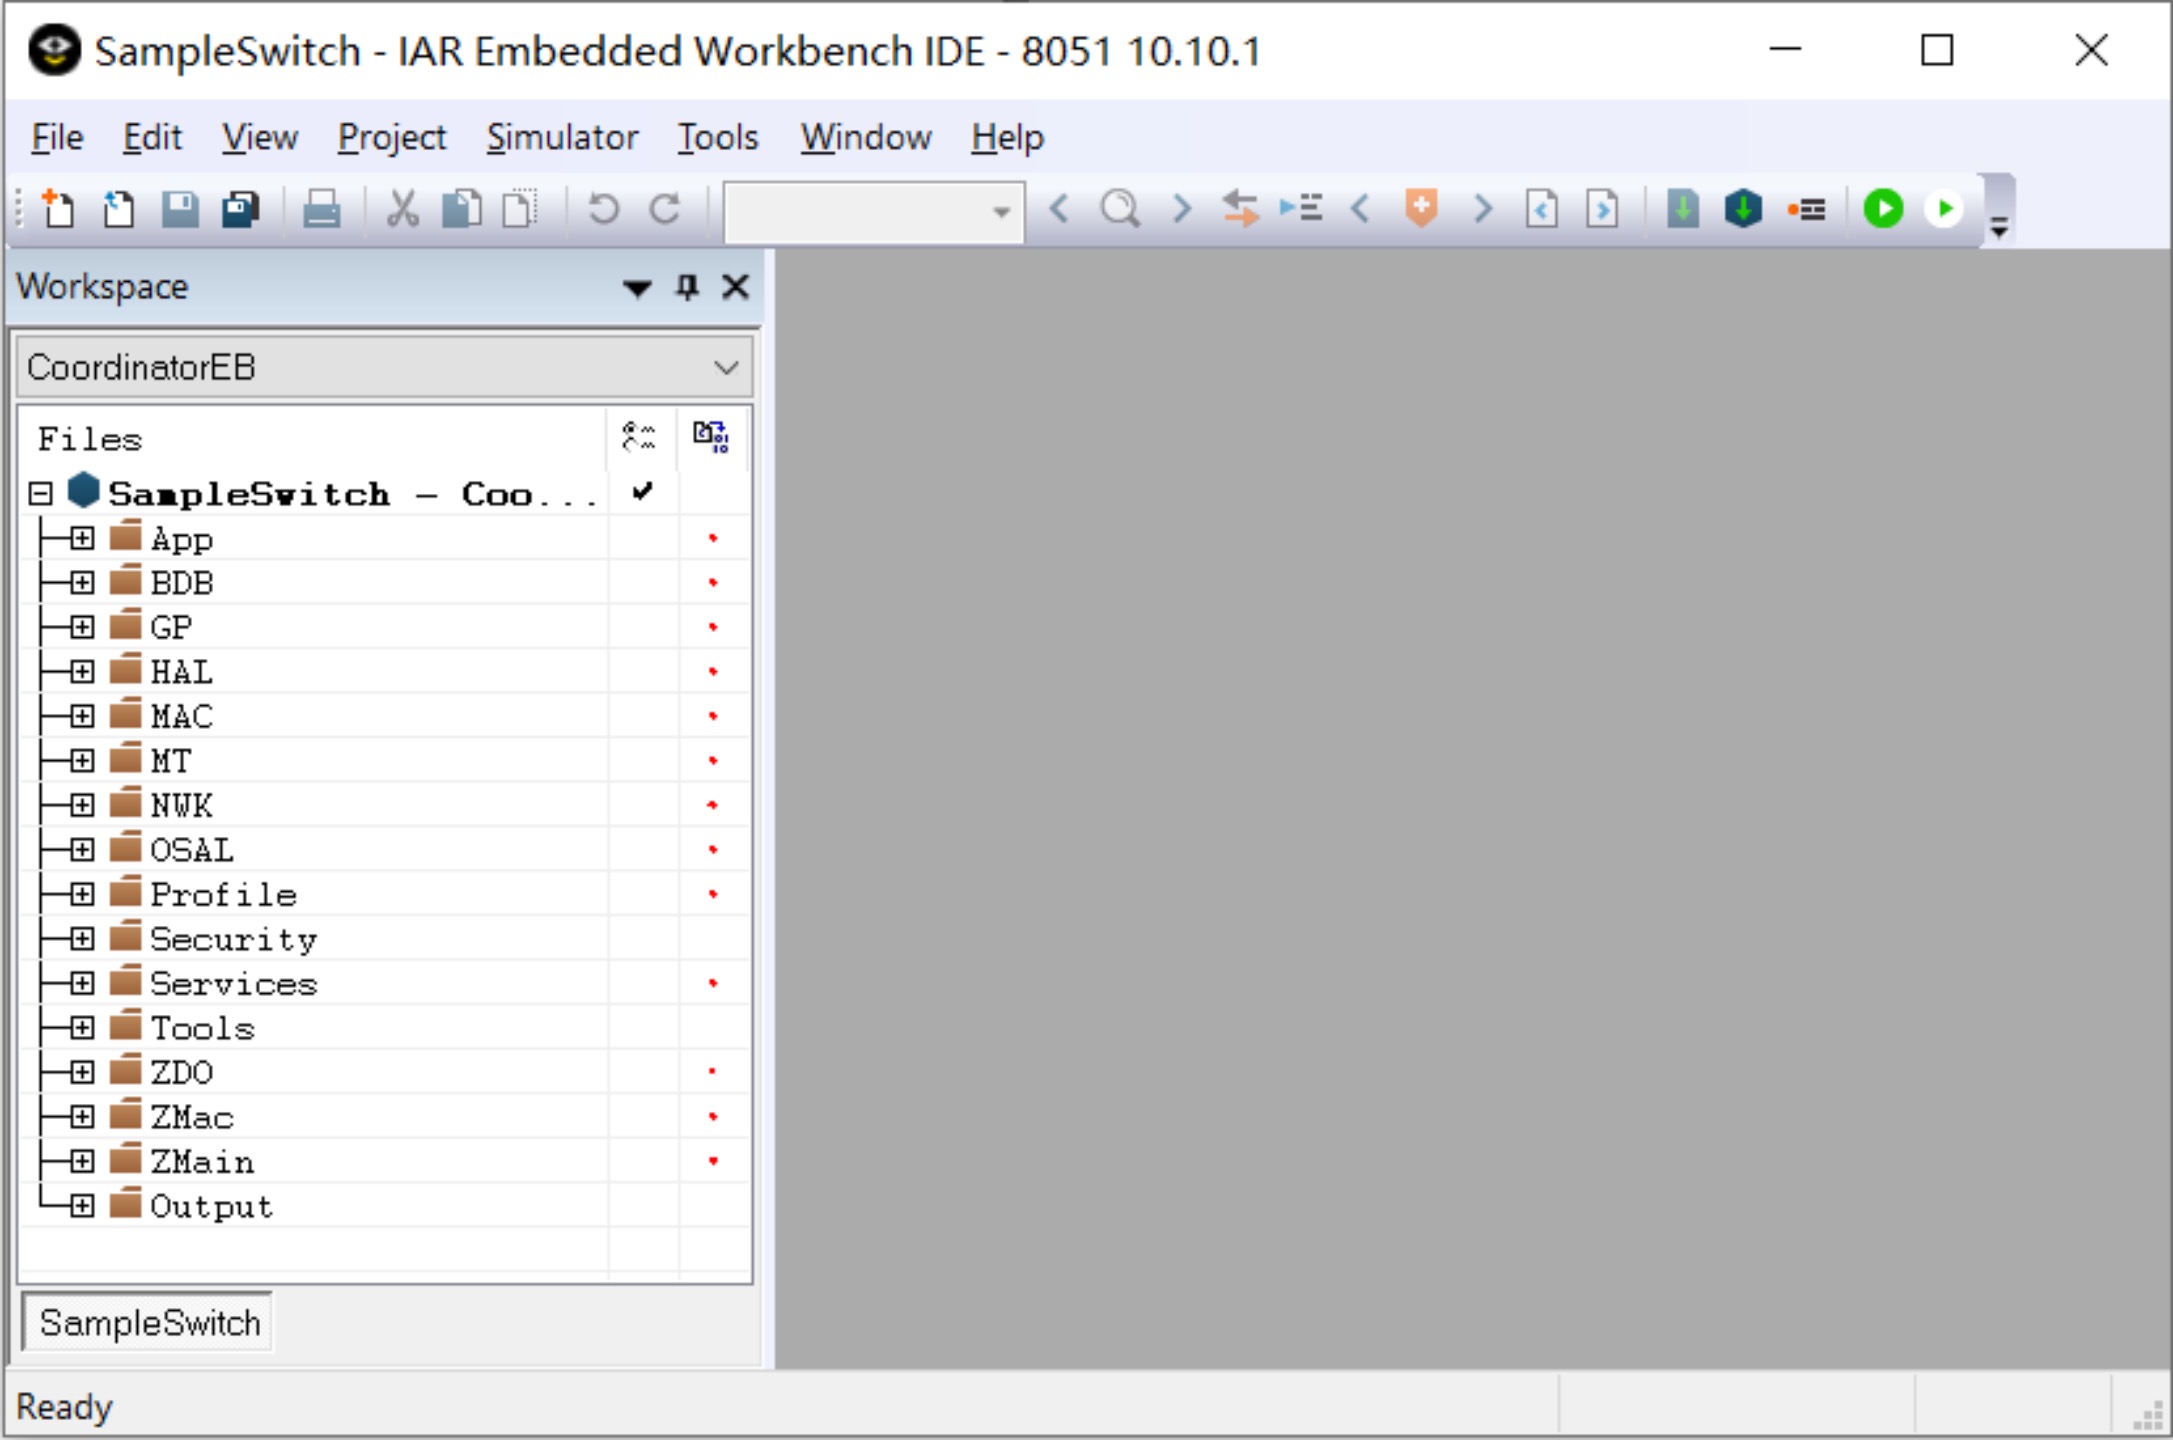 SampleSwitch - IAR Embedded Workbench IDE - 8051 10.10.1
File Edit View Project Simulator Tools Window Help
Workspace
CoordinatorEB
Files
SampleSwitch - Coo...
App
BDB
GP
HAL
MAC
MT
NWK
OSAL
Profile
Security
Services
Tools
ZDO
ZMac
ZMain
Output
SampleSwitch
Ready